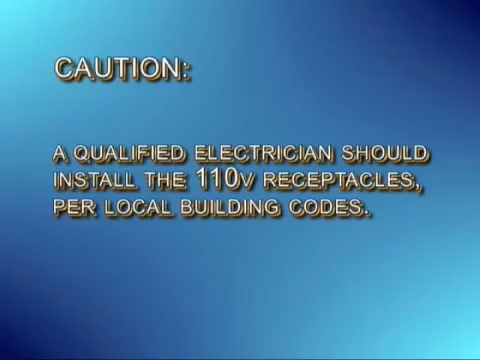 CAUTION:
A QUALIFIED ELECTRICIAN SHOULD
INSTALL THE 110V RECEPTACLES,
PER LOCAL BUILDING CODES.